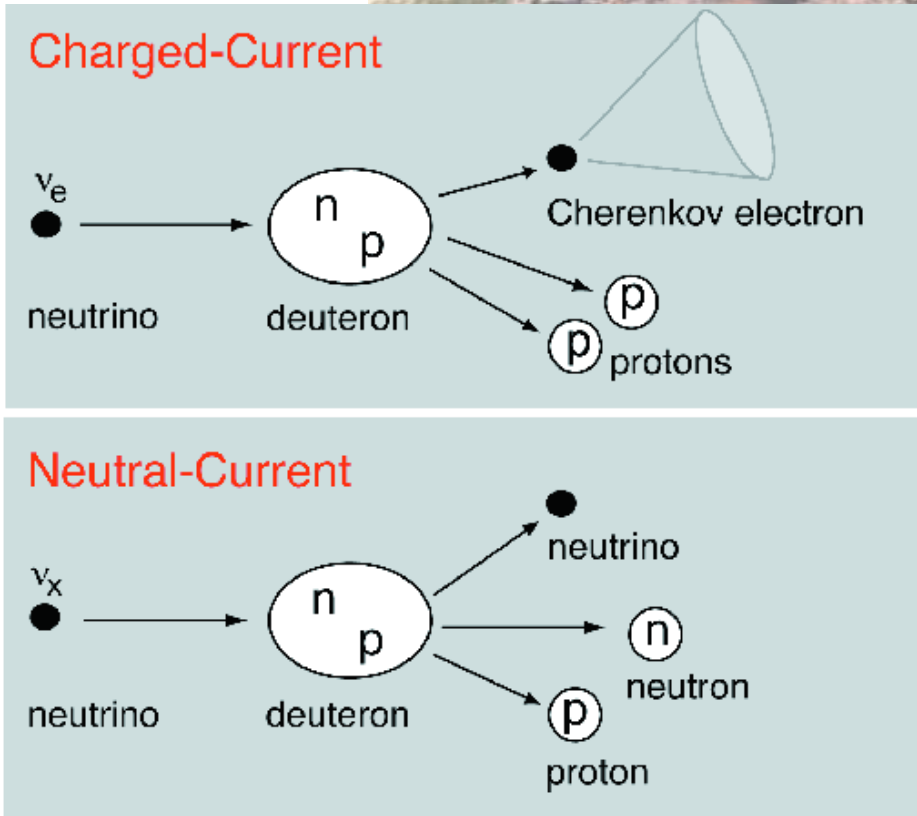 Charged-Current
νe
n
p
Cherenkov electron
neutrino
deuteron
p
p
protons
Neutral-Current
neutrino
νx
n
p
n
neutron
neutrino
deuteron
p
proton